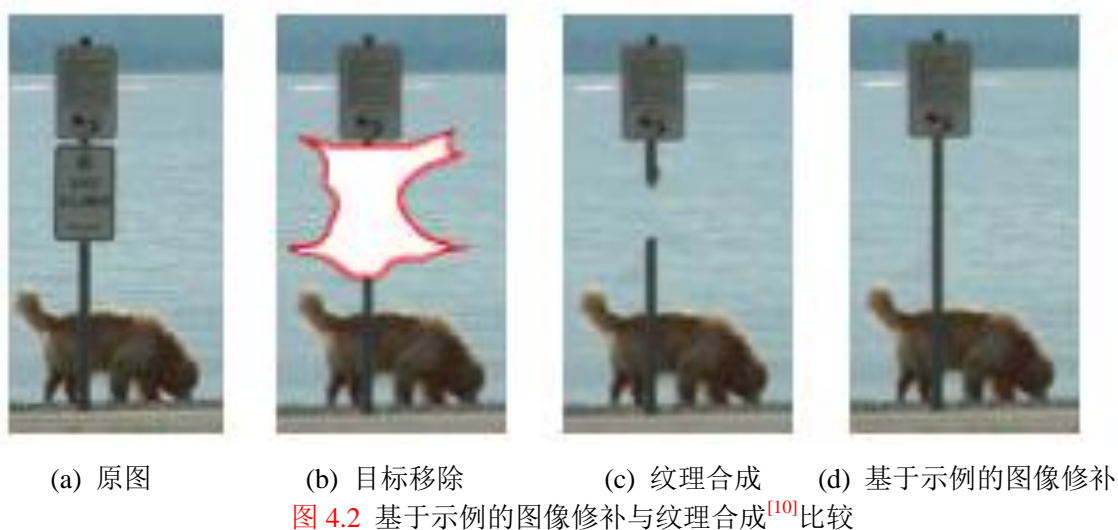 (a) 原图 (b) 目标移除 (c) 纹理合成 (d) 基于示例的图像修补
图 4.2 基于示例的图像修补与纹理合成[10]比较